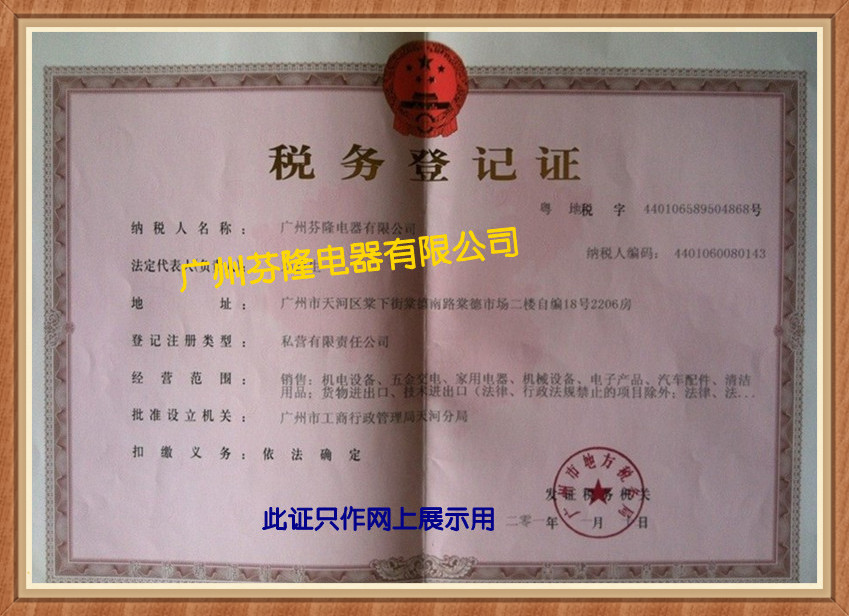 税务登记证
粤 地税 字 440106589504868号
纳税人名称： 广州芬隆电器有限公司
纳税人编码： 4401060080143
广州芬隆电器有限公司
法定代表人
地 址： 广州市天河区棠下街棠德南路棠德市场二楼自编18号2206房
登记注册类型： 私营有限责任公司
经营范围： 销售：机电设备、五金交电、家用电器、机械设备、电子产品、汽车配件、清洁
用品；货物进出口、技术进出口（法律、行政法规禁止的项目除外；法律、法...
批准设立机关： 广州市工商行政管理局天河分局
扣缴义务： 依法确定
广州市地方税务局
发证税务机关
此证只作网上展示用
二零一 年 月 日